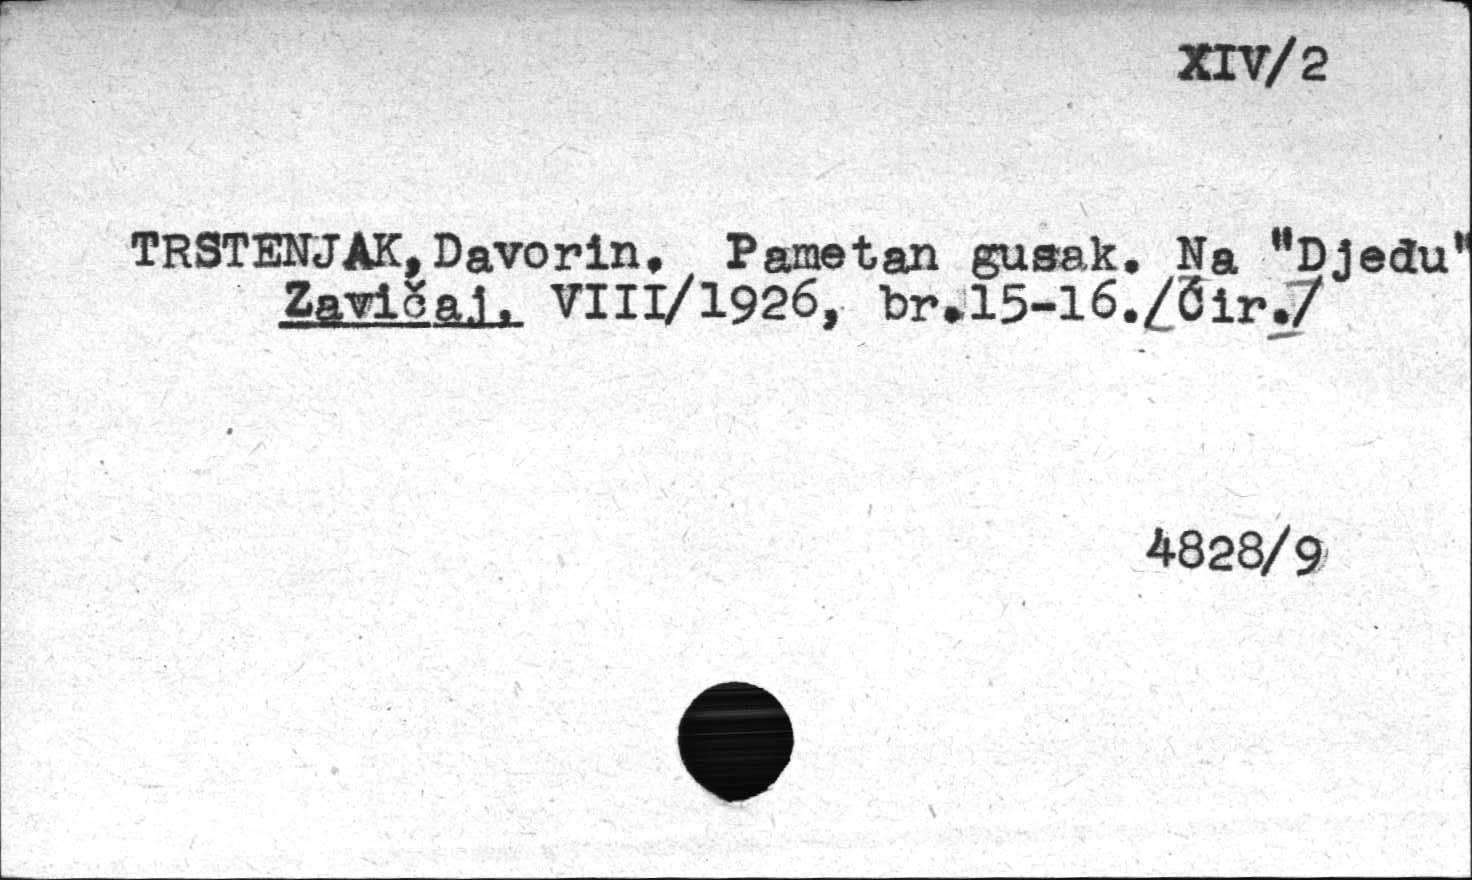 XIV/2
TRSTENJAK, Davorin. Pametan gusak. Na "Djedu"
Zavičaj, VIII/1926, br.15-16./Ćir./
4828/9